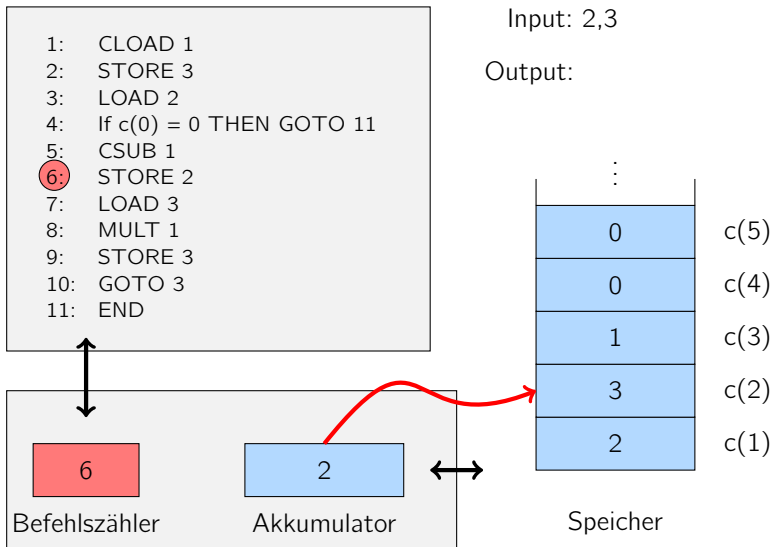 1: CLOAD 1
2: STORE 3
3: LOAD 2
4: If c(0) = 0 THEN GOTO 11
5: CSUB 1
6: STORE 2
7: LOAD 3
8: MULT 1
9: STORE 3
10: GOTO 3
11: END
Input: 2,3
Output:
⋮
0 c(5)
0 c(4)
1 c(3)
3 c(2)
2 c(1)
6
2
Befehlszähler
Akkumulator
Speicher